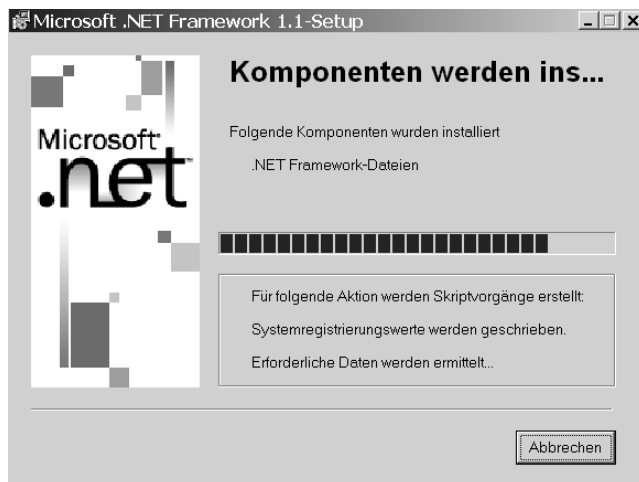 Microsoft .NET Framework 1.1-Setup
Komponenten werden ins...
Microsoft
.net
Folgende Komponenten wurden installiert
.NET Framework-Dateien
Für folgende Aktion werden Skriptvorgänge erstellt:
Systemregistrierungswerte werden geschrieben.
Erforderliche Daten werden ermittelt...
Abbrechen